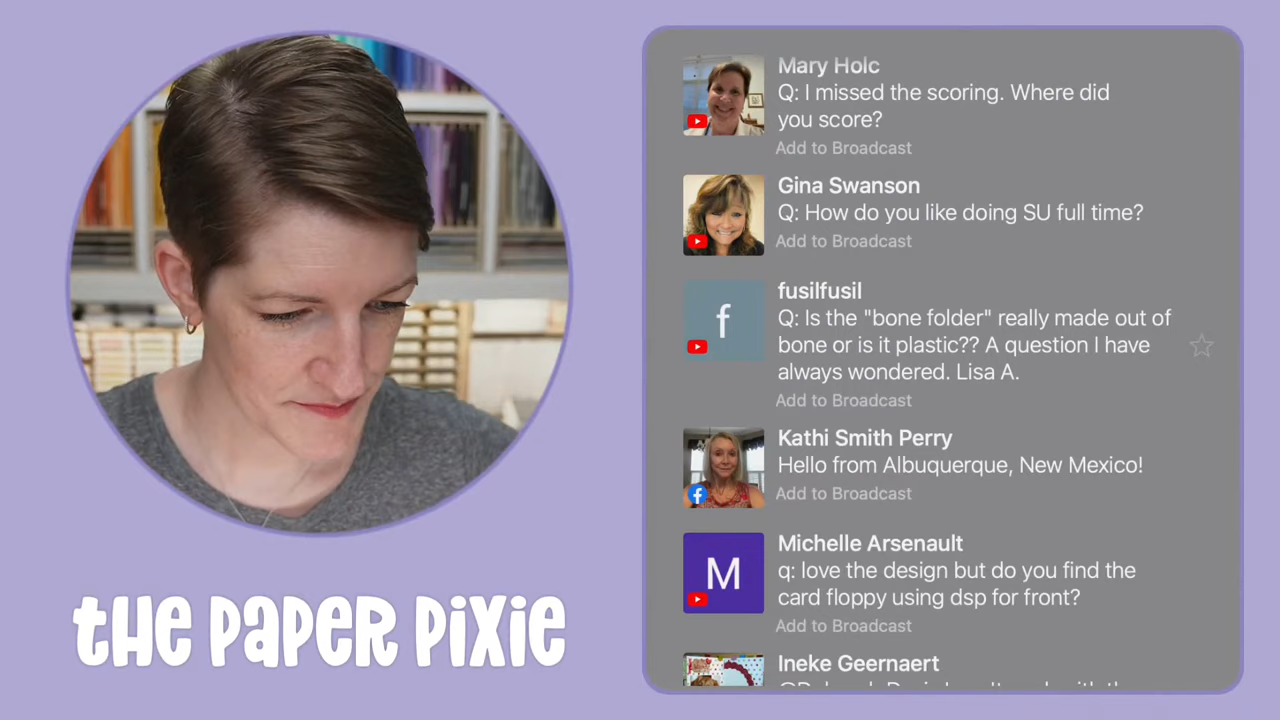 Mary Holc
Q: I missed the scoring. Where did
you score?
Add to Broadcast
Gina Swanson
Q: How do you like doing SU full time?
Add to Broadcast
f
fusilfusil
Q: Is the "bone folder" really made out of
bone or is it plastic?? A question I have
always wondered. Lisa A.
Add to Broadcast
Kathi Smith Perry
Hello from Albuquerque, New Mexico!
Add to Broadcast
M
Michelle Arsenault
q: love the design but do you find the
card floppy using dsp for front?
Add to Broadcast
Ineke Geernaert
the paper pixie